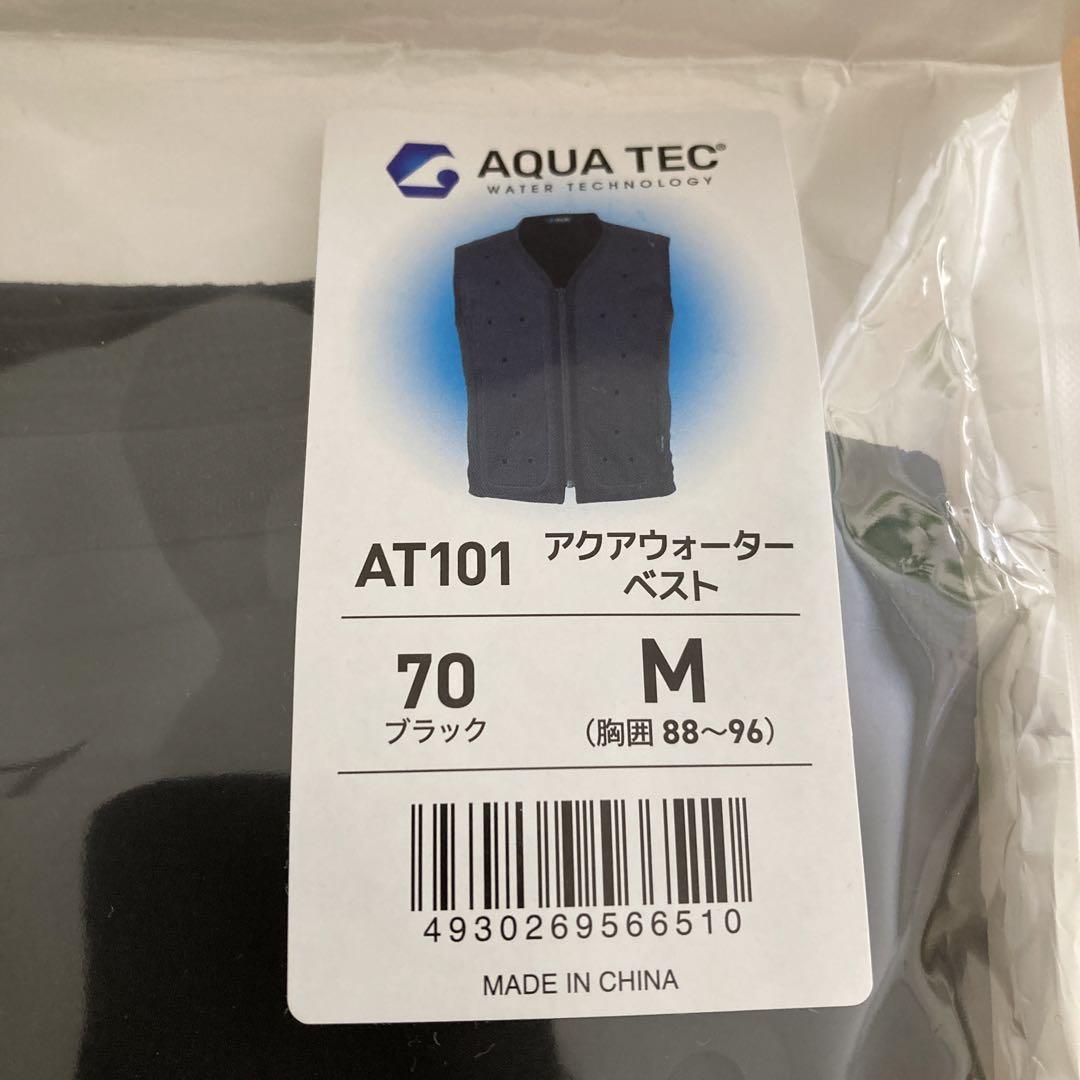 AQUA TEC®
WATER TECHNOLOGY
AT101
アクアウォーター
ベスト
70
ブラック
M
（胸囲 88～96）
4930269566510
MADE IN CHINA